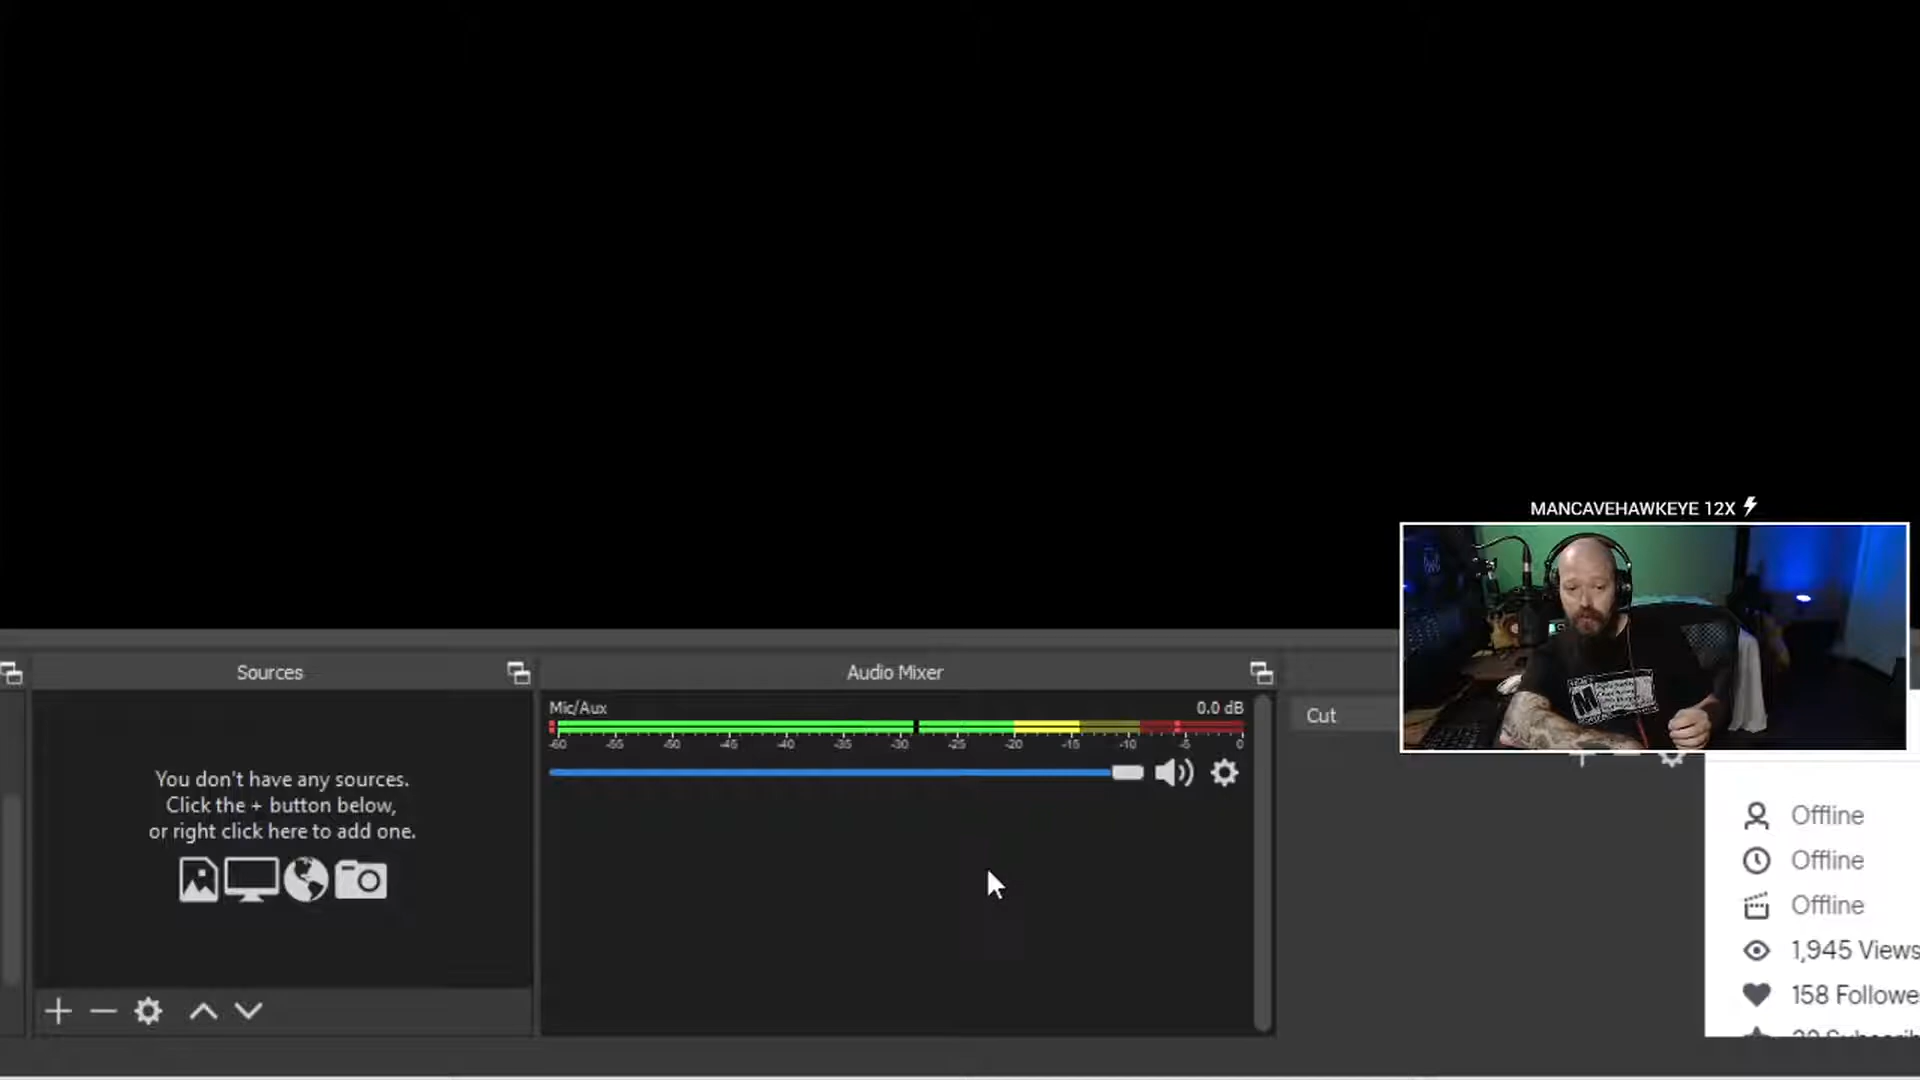 MANCAVEHAWKEYE 12X
Sources
Audio Mixer
Mic/Aux
0.0 dB
-60 -55 -50 -45 -40 -35 -30 -25 -20 -15 -10 -5 0
Cut
You don't have any sources.
Click the + button below,
or right click here to add one.
Offline
Offline
Offline
1,945 Views
158 Followe